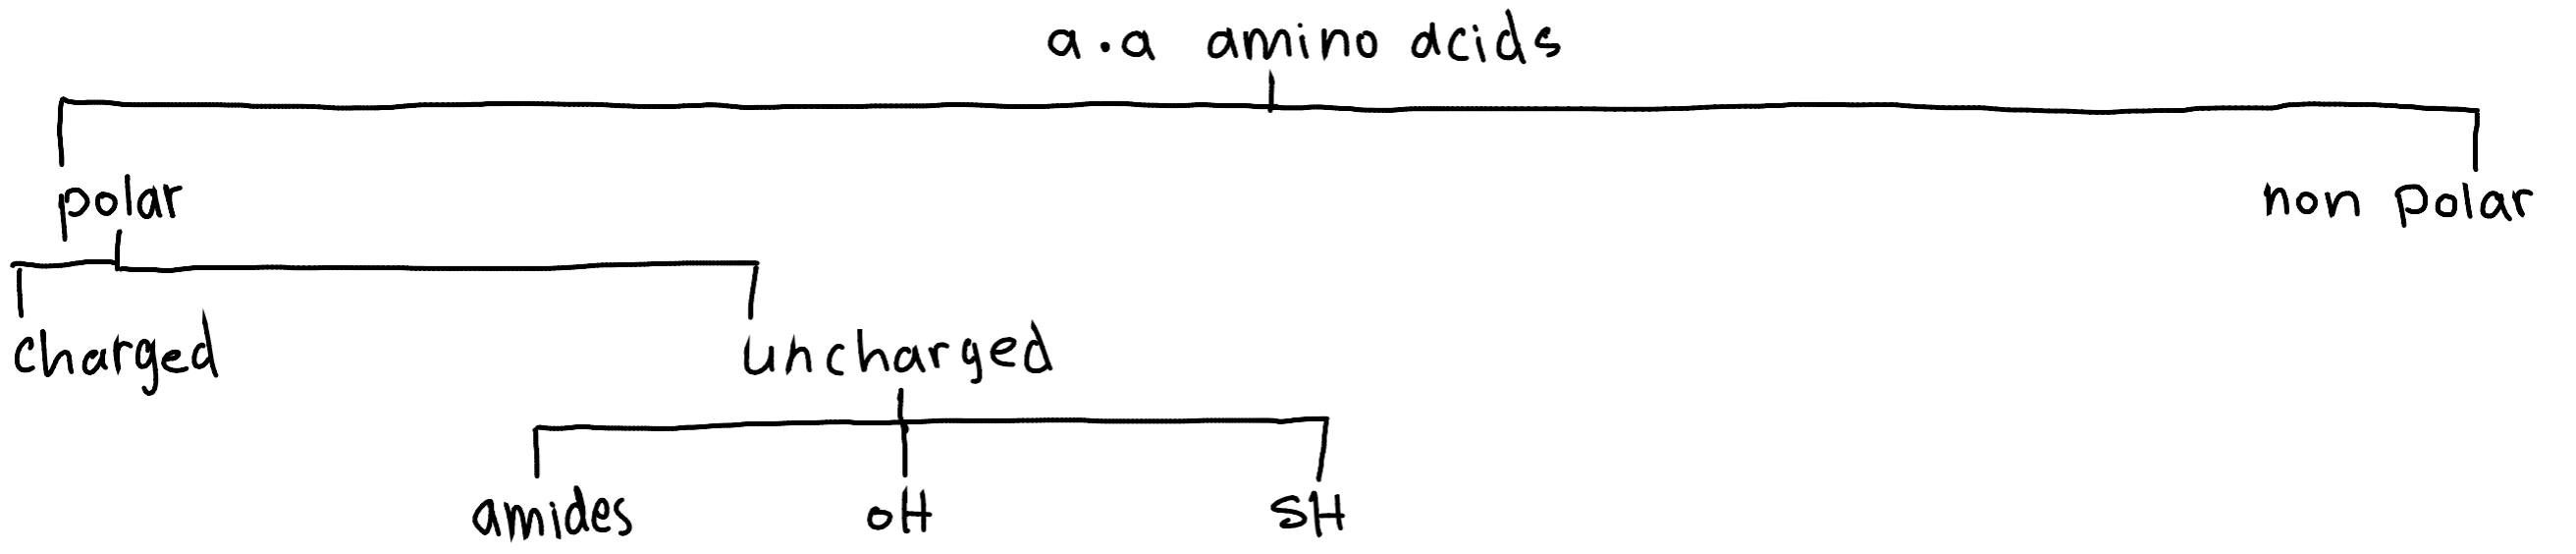 a.a amino acids
polar non polar
charged uncharged
amides oH SH